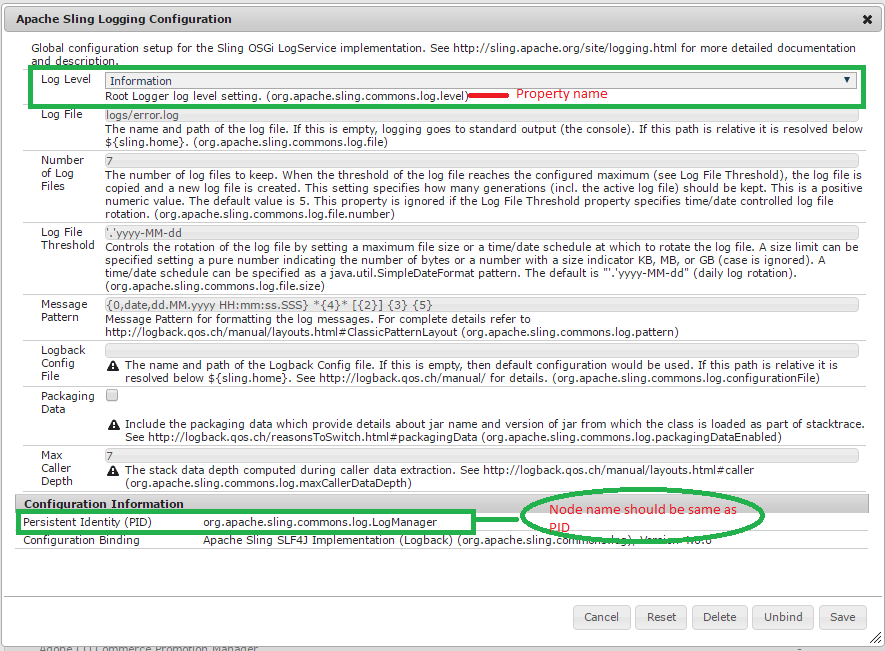 Apache Sling Logging Configuration
Global configuration setup for the Sling OSGi LogService implementation. See http://sling.apache.org/site/logging.html for more detailed documentation
and description.
Log Level
Information
Root Logger log level setting. (org.apache.sling.commons.log.level)
Property name
Log File
logs/error.log
The name and path of the log file. If this is empty, logging goes to standard output (the console). If this path is relative it is resolved below
${sling.home}. (org.apache.sling.commons.log.file)
Number
of Log
Files
7
The number of log files to keep. When the threshold of the log file reaches the configured maximum (see Log File Threshold), the log file is
copied and a new log file is created. This setting specifies how many generations (incl. the active log file) should be kept. This is a positive
numeric value. The default value is 5. This property is ignored if the Log File Threshold property specifies time/date controlled log file
rotation. (org.apache.sling.commons.log.file.number)
Log File
Threshold
'.'yyyy-MM-dd
Controls the rotation of the log file by setting a maximum file size or a time/date schedule at which to rotate the log file. A size limit can be
specified setting a pure number indicating the number of bytes or a number with a size indicator KB, MB, or GB (case is ignored). A
time/date schedule can be specified as a java.util.SimpleDateFormat pattern. The default is "'.'yyyy-MM-dd" (daily log rotation).
(org.apache.sling.commons.log.file.size)
Message
Pattern
{0,date,dd.MM.yyyy HH:mm:ss.SSS} *{4}* [{2}] {3} {5}
Message Pattern for formatting the log messages. For complete details refer to
http://logback.qos.ch/manual/layouts.html#ClassicPatternLayout (org.apache.sling.commons.log.pattern)
Logback
Config
File
The name and path of the Logback Config file. If this is empty, then default configuration would be used. If this path is relative it is
resolved below ${sling.home}. See http://logback.qos.ch/manual/ for details. (org.apache.sling.commons.log.configurationFile)
Packaging
Data
Include the packaging data which provide details about jar name and version of jar from which the class is loaded as part of stacktrace.
See http://logback.qos.ch/reasonsToSwitch.html#packagingData (org.apache.sling.commons.log.packagingDataEnabled)
Max
Caller
Depth
7
The stack data depth computed during caller data extraction. See http://logback.qos.ch/manual/layouts.html#caller
(org.apache.sling.commons.log.maxCallerDataDepth)
Configuration Information
Persistent Identity (PID)
org.apache.sling.commons.log.LogManager
Node name should be same as
PID
Configuration Binding
Apache Sling SLF4J Implementation (Logback) (org.apache.sling.commons.log), Version 4.0.0
Cancel
Reset
Delete
Unbind
Save